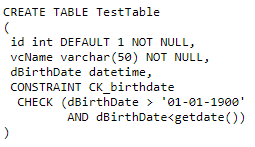 CREATE TABLE TestTable
(
 id int DEFAULT 1 NOT NULL,
 vcName varchar(50) NOT NULL,
 dBirthDate datetime,
 CONSTRAINT CK_birthdate
  CHECK (dBirthDate > '01-01-1900'
        AND dBirthDate<getdate())
)